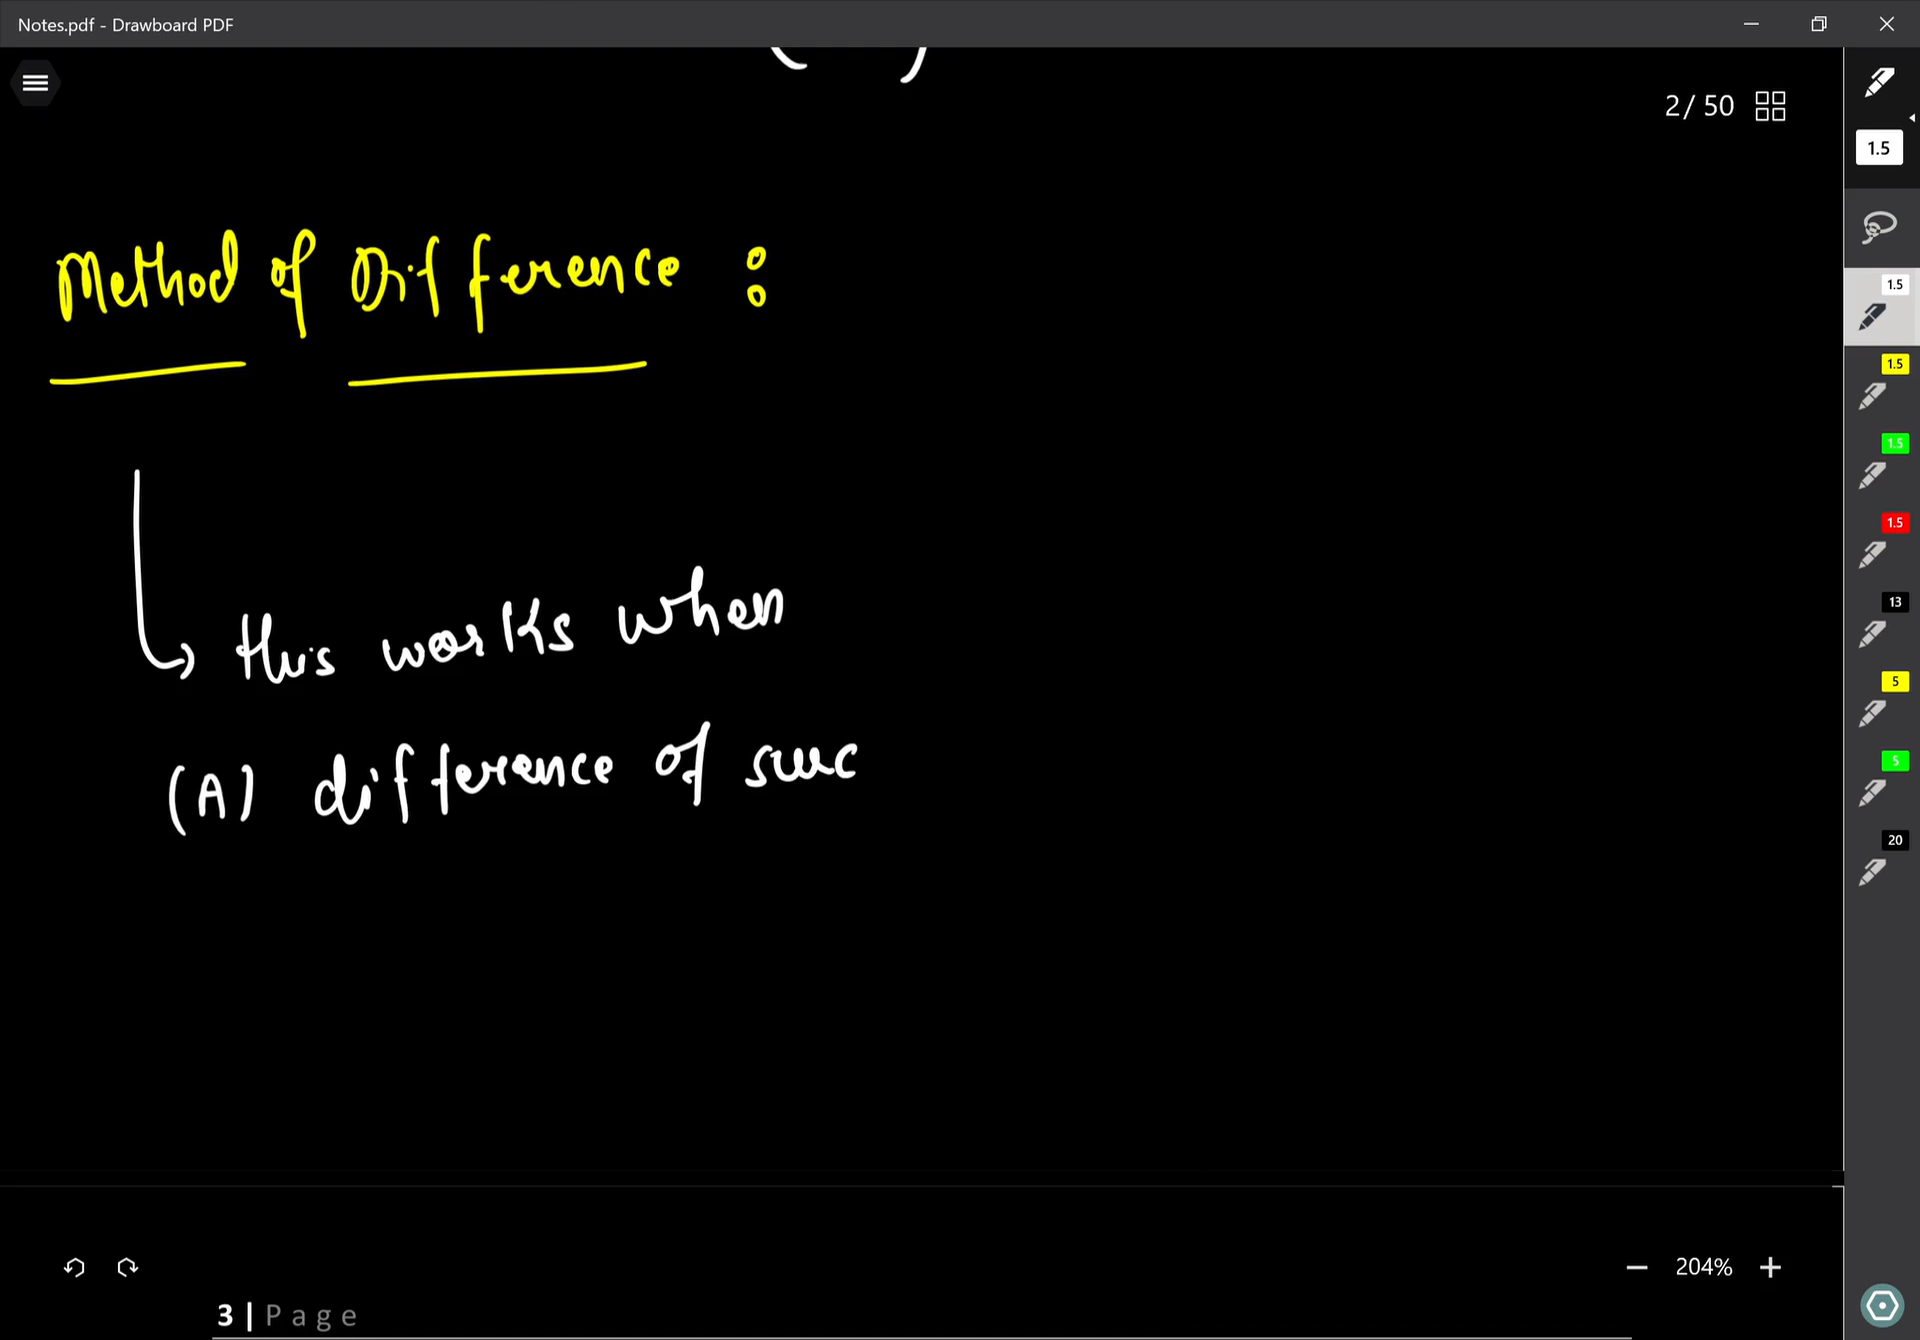 Notes.pdf - Drawboard PDF
2/ 50
1.5
Method of Difference :
1.5
1.5
1.5
1.5
this works when
13
5
(A) difference of succ
5
20
204%
3 | Page